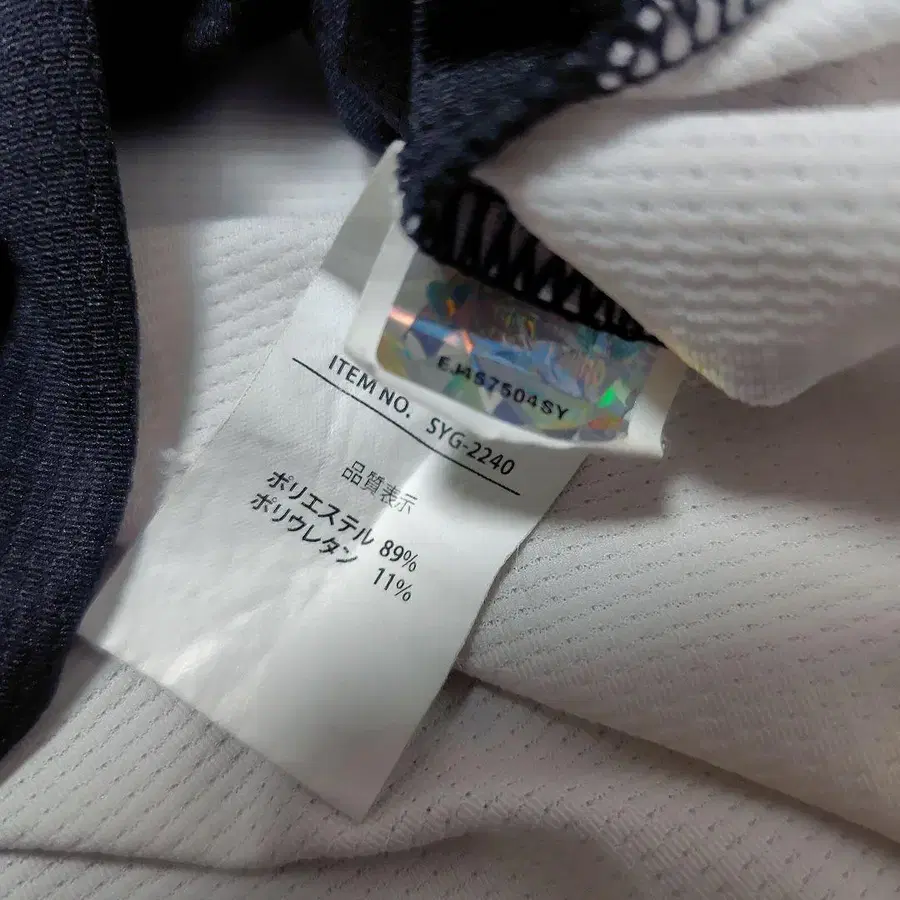 EJ4S7504SY
ITEM NO. SYG-2240
品質表示
ポリエステル 89%
ポリウレタン 11%